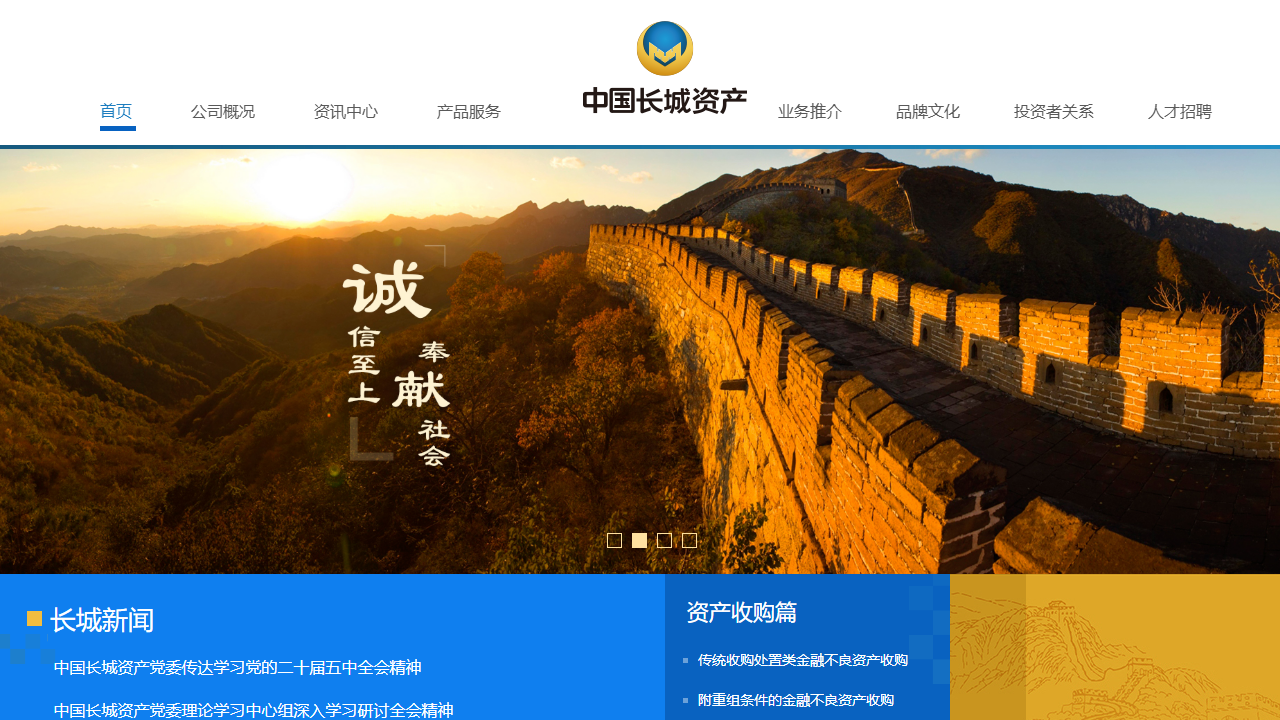 中国长城资产
首页
公司概况
资讯中心
产品服务
业务推介
品牌文化
投资者关系
人才招聘
诚
信至上
奉献社会
长城新闻
中国长城资产党委传达学习党的二十届五中全会精神
中国长城资产党委理论学习中心组深入学习研讨全会精神
资产收购篇
传统收购处置类金融不良资产收购
附重组条件的金融不良资产收购